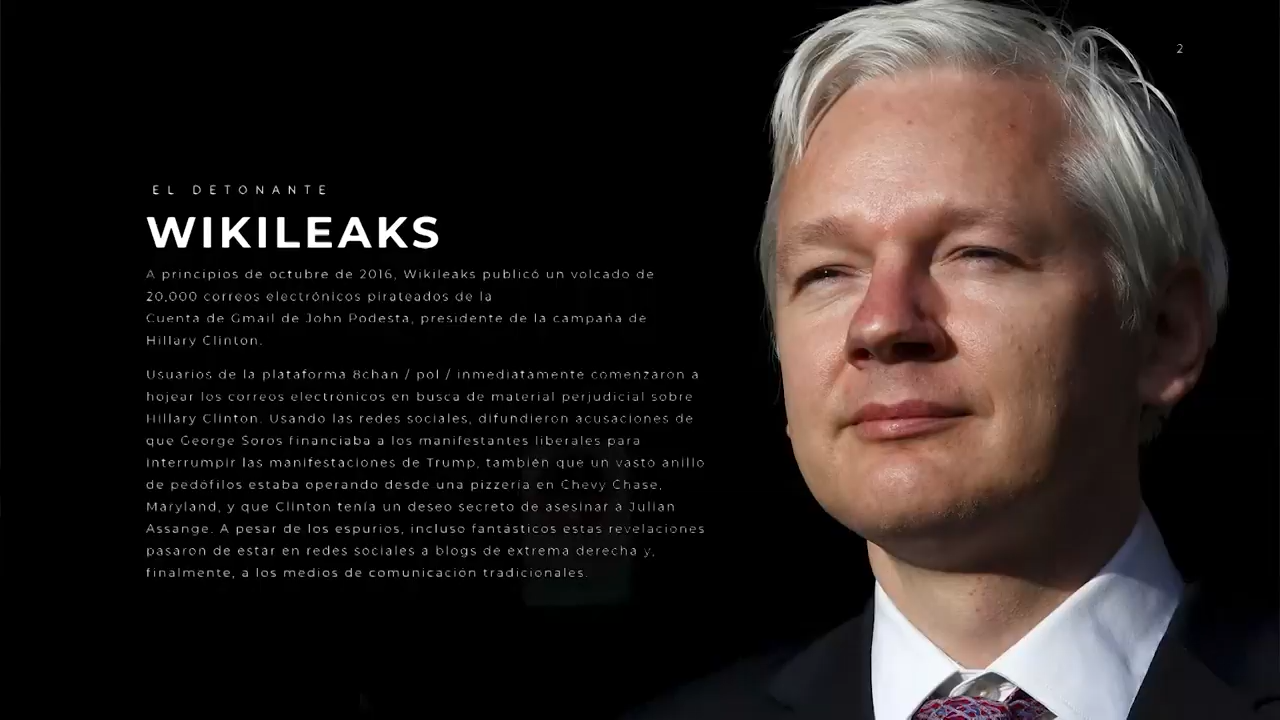 2
EL DETONANTE
WIKILEAKS
A principios de octubre de 2016, Wikileaks publicó un volcado de
20,000 correos electrónicos pirateados de la
Cuenta de Gmail de John Podesta, presidente de la campaña de
Hillary Clinton.
Usuarios de la plataforma 8chan / pol / inmediatamente comenzaron a
hojear los correos electrónicos en busca de material perjudicial sobre
Hillary Clinton. Usando las redes sociales, difundieron acusaciones de
que George Soros financiaba a los manifestantes liberales para
interrumpir las manifestaciones de Trump, también que un vasto anillo
de pedófilos estaba operando desde una pizzería en Chevy Chase,
Maryland, y que Clinton tenía un deseo secreto de asesinar a Julian
Assange. A pesar de los espurios, incluso fantásticos estas revelaciones
pasaron de estar en redes sociales a blogs de extrema derecha y,
finalmente, a los medios de comunicación tradicionales.